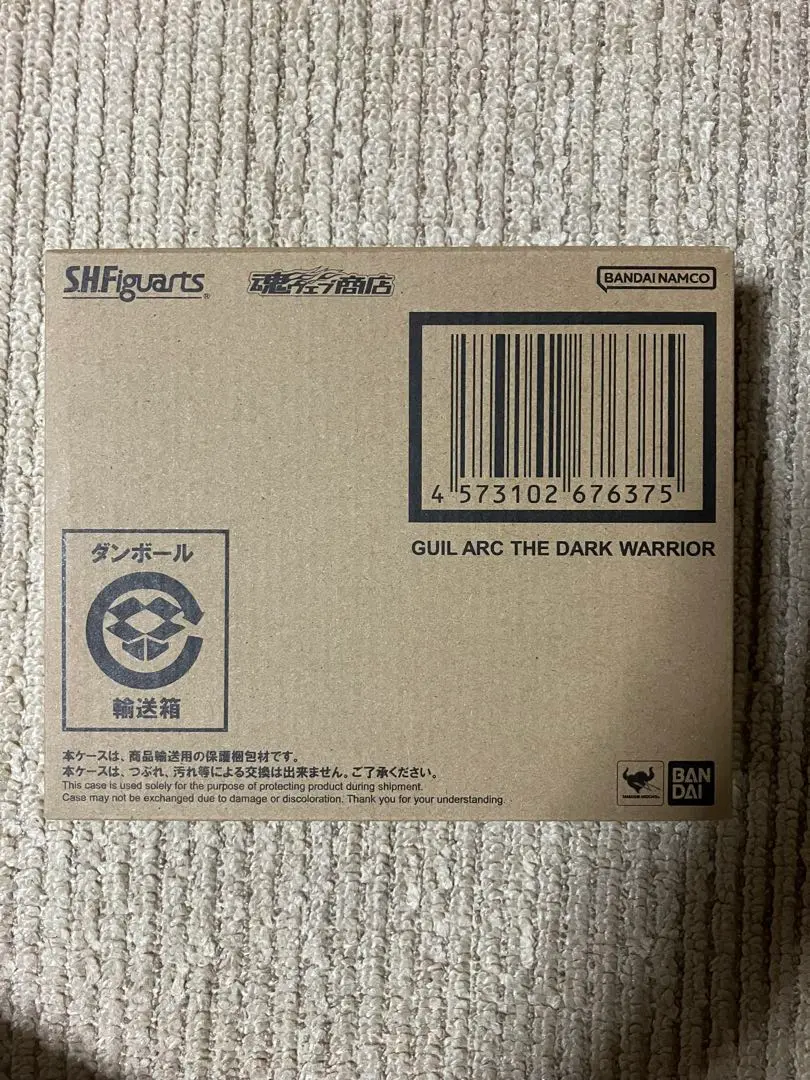 S.H.Figuarts®
魂ウェブ商店
BANDAI NAMCO
4 573102 676375
GUIL ARC THE DARK WARRIOR
ダンボール
輸送箱
本ケースは、商品輸送用の保護梱包材です。
本ケースは、つぶれ、汚れ等による交換は出来ません。ご了承ください。
This case is used solely for the purpose of protecting product during shipment.
Case may not be exchanged due to damage or discoloration. Thank you for your understanding.
BAN
DAI